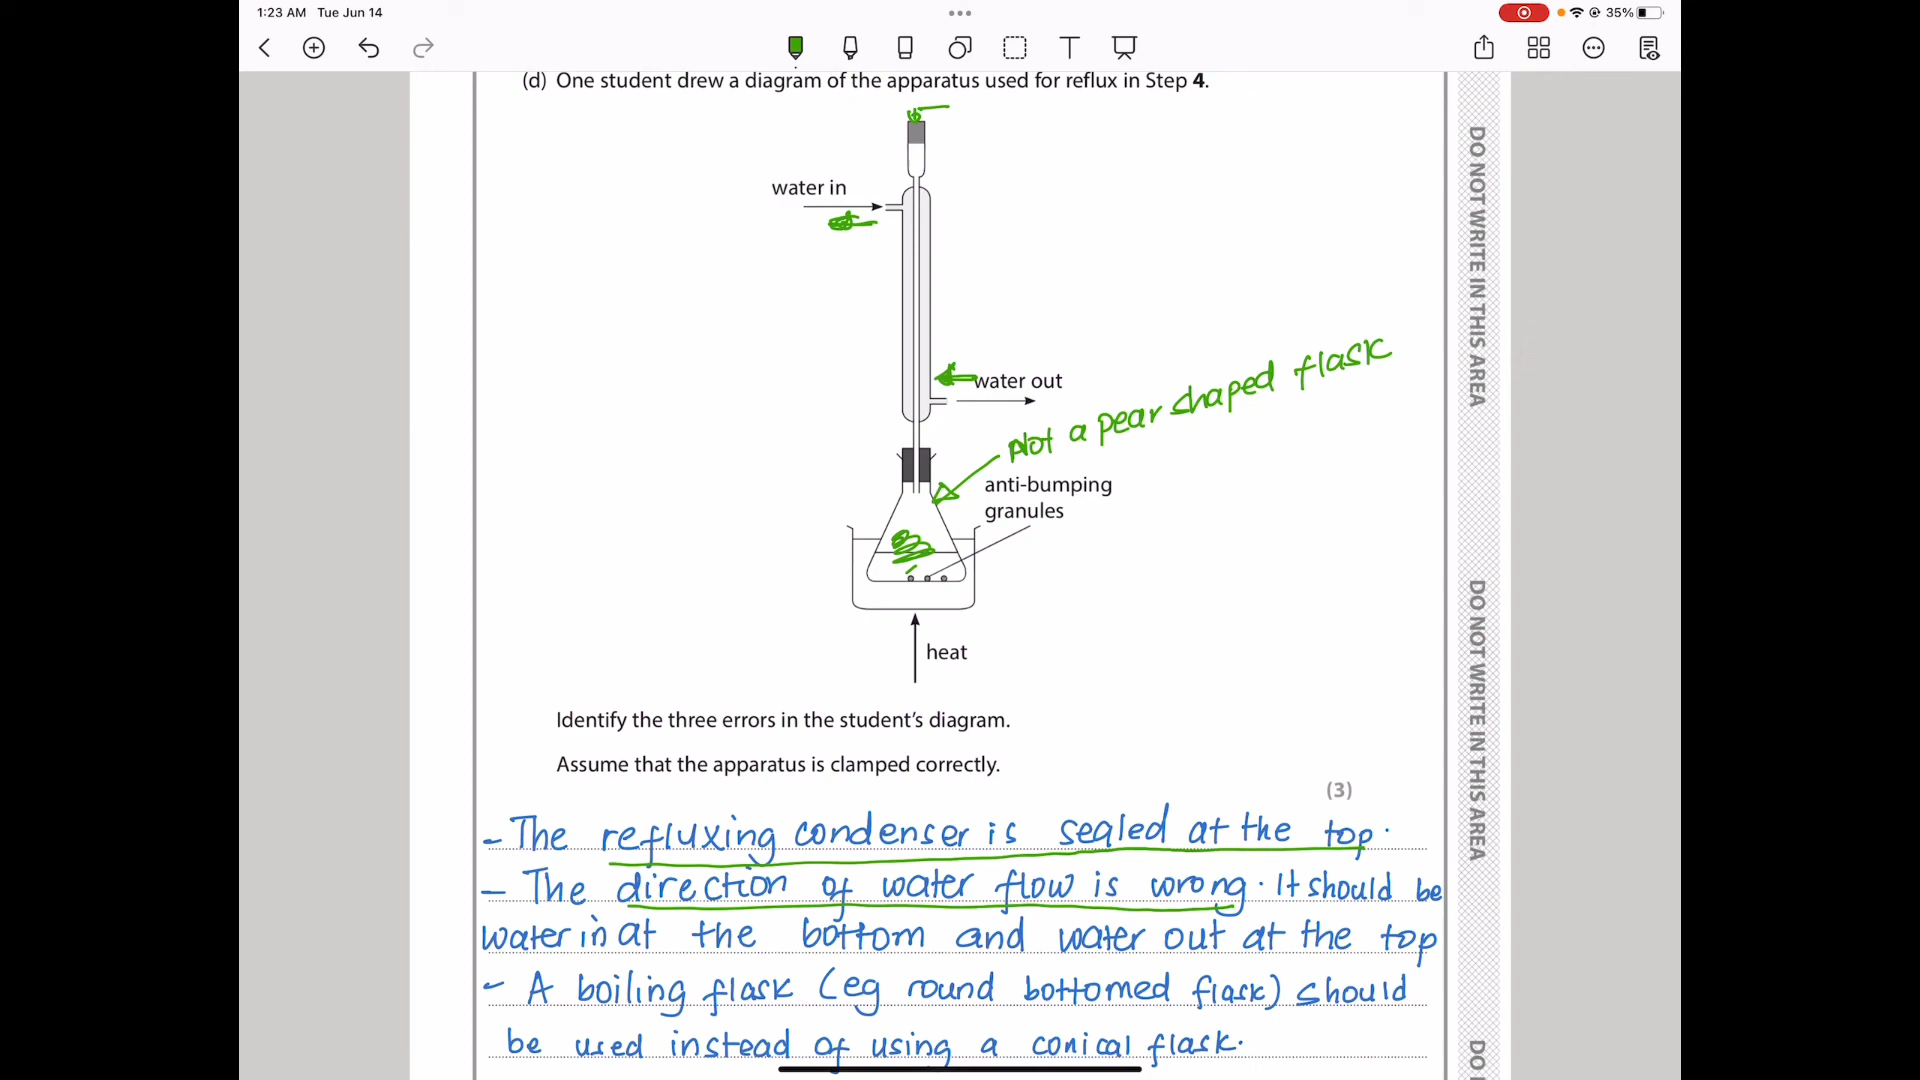 1:23 AM Tue Jun 14
35%
(d) One student drew a diagram of the apparatus used for reflux in Step 4.
water in
water out
Not a pear shaped flask
anti-bumping
granules
heat
Identify the three errors in the student's diagram.
Assume that the apparatus is clamped correctly.
(3)
- The refluxing condenser is sealed at the top.
- The direction of water flow is wrong. It should be
water in at the bottom and water out at the top
- A boiling flask (eg round bottomed flask) should
be used instead of using a conical flask.
DO NOT WRITE IN THIS AREA
DO NOT WRITE IN THIS AREA
DO